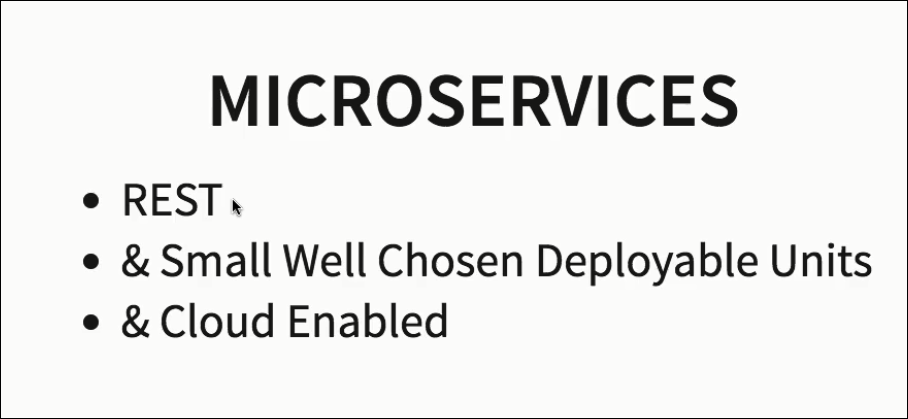 MICROSERVICES
• REST
• & Small Well Chosen Deployable Units
• & Cloud Enabled